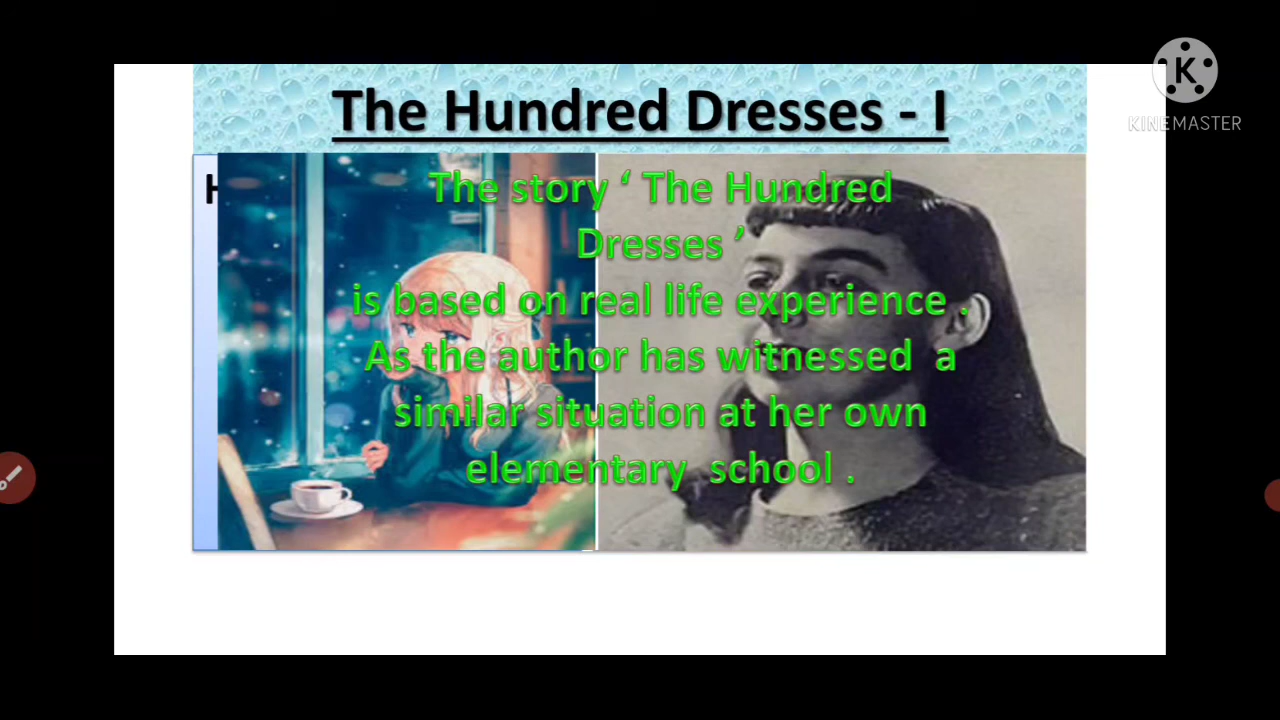 The Hundred Dresses - I
K
KINEMASTER
H
The story ‘ The Hundred
Dresses ’
is based on real life experience .
As the author has witnessed a
similar situation at her own
elementary school .